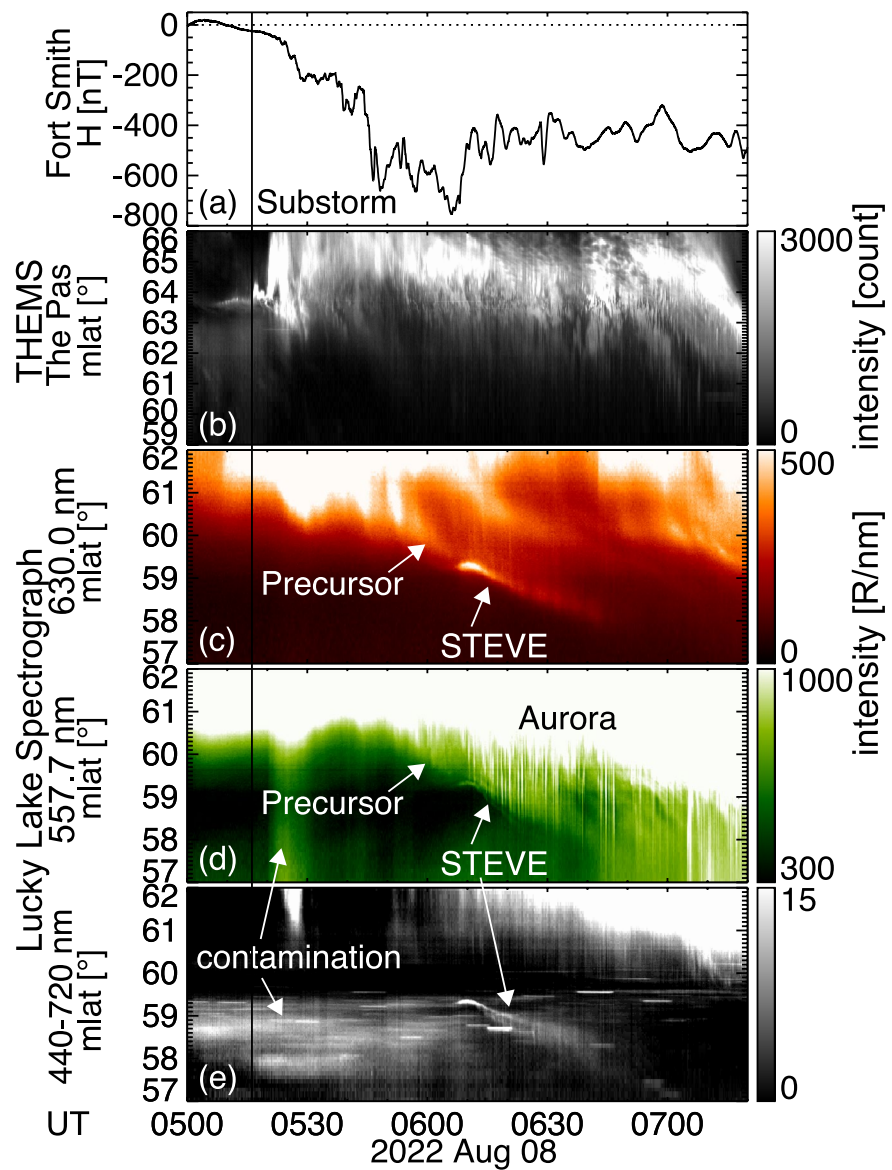 Fort Smith
H [nT]
0
-200
-400
-600
-800
(a)
Substorm
THEMIS
The Pas
mlat [°]
66
65
64
63
62
61
60
59
(b)
3000
0
intensity [count]
Lucky Lake Spectrograph
630.0 nm
mlat [°]
62
61
60
59
58
57
Precursor
STEVE
(c)
500
0
intensity [R/nm]
557.7 nm
mlat [°]
62
61
60
59
58
57
Aurora
Precursor
STEVE
(d)
1000
300
440-720 nm
mlat [°]
62
61
60
59
58
57
contamination
(e)
15
0
UT
0500
0530
0600
0630
0700
2022 Aug 08